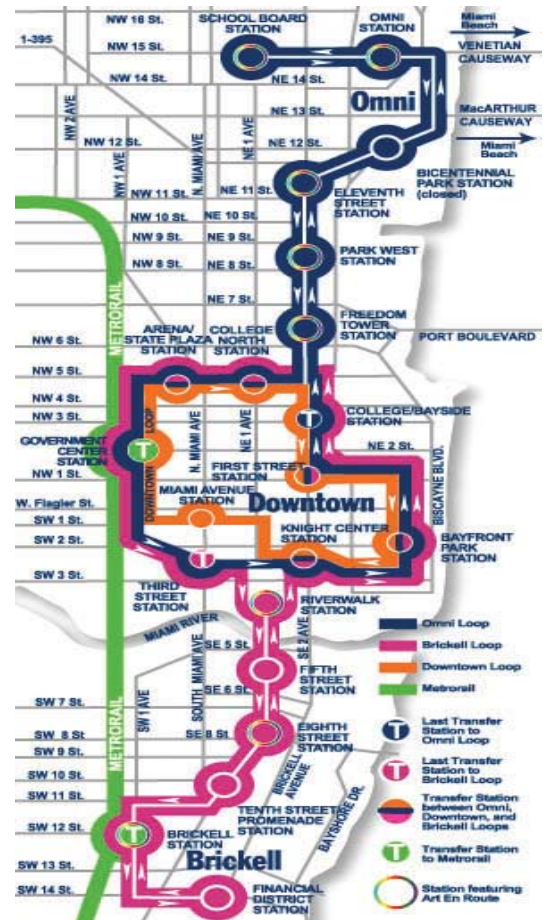 NW 16 St.
SCHOOL BOARD
STATION
OMNI
STATION
Miami
Beach
1-395
NW 15 St.
VENETIAN
CAUSEWAY
NW 14 St.
NE 14 St.
Omni
NW 2 AVE
NW 1 AVE
N. MIAMI AVE
NE 1 AVE
NE 13 St.
MacARTHUR
CAUSEWAY
NW 12 St.
NE 12 St.
Miami
Beach
BICENTENNIAL
PARK STATION
(closed)
NW 11 St.
NE 11 St.
ELEVENTH
STREET
STATION
NW 10 St.
NE 10 St.
NW 9 St.
NE 9 St.
PARK WEST
STATION
NW 8 St.
NE 8 St.
NE 7 St.
METRORAIL
ARENA/
STATE PLAZA
STATION
COLLEGE
NORTH
STATION
FREEDOM
TOWER
STATION
PORT BOULEVARD
NW 6 St.
NW 5 St.
NW 4 St.
NW 3 St.
LOOP
N. MIAMI AVE
NE 1 AVE
T
COLLEGE/BAYSIDE
STATION
GOVERNMENT
CENTER
STATION
T
NE 2 St.
NW 1 St.
DOWNTOWN
FIRST STREET
STATION
BISCAYNE BLVD.
W. Flagler St.
MIAMI AVENUE
STATION
Downtown
SW 1 St.
KNIGHT CENTER
STATION
SW 2 St.
BAYFRONT
PARK
STATION
T
SW 3 St.
THIRD
STREET
STATION
RIVERWALK
STATION
MIAMI RIVER
SE 2 AVE
Omni Loop
SE 5 St.
Brickell Loop
FIFTH
STREET
STATION
Downtown Loop
SW 1 AVE
SOUTH MIAMI AVE
SE 6 St.
Metrorail
SW 7 St.
SW 8 St.
SE 8 St.
EIGHTH
STREET
STATION
T
Last Transfer
Station to
Omni Loop
SW 9 St.
METRORAIL
BRICKELL
AVENUE
T
Last Transfer
Station to
Brickell Loop
SW 10 St.
SW 11 St.
TENTH STREET/
PROMENADE
STATION
BAYSHORE DR.
Transfer Station
between Omni,
Downtown, and
Brickell Loops
SW 12 St.
T
BRICKELL
STATION
T
Transfer Station
to Metrorail
SW 13 St.
Brickell
SW 14 St.
FINANCIAL
DISTRICT
STATION
Station featuring
Art En Route